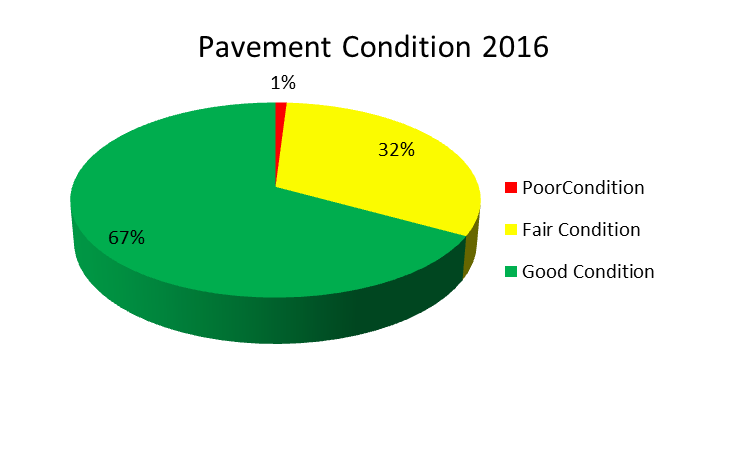 Pavement Condition 2016
1%
32%
67%
PoorCondition
Fair Condition
Good Condition